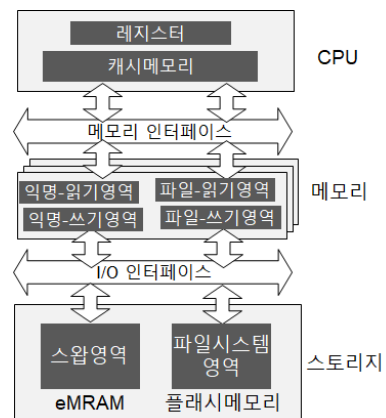 레지스터
캐시메모리
CPU
메모리 인터페이스
익명-읽기영역 파일-읽기영역
메모리
익명-쓰기영역 파일-쓰기영역
I/O 인터페이스
스왑영역 파일시스템
영역
스토리지
eMRAM 플래시메모리